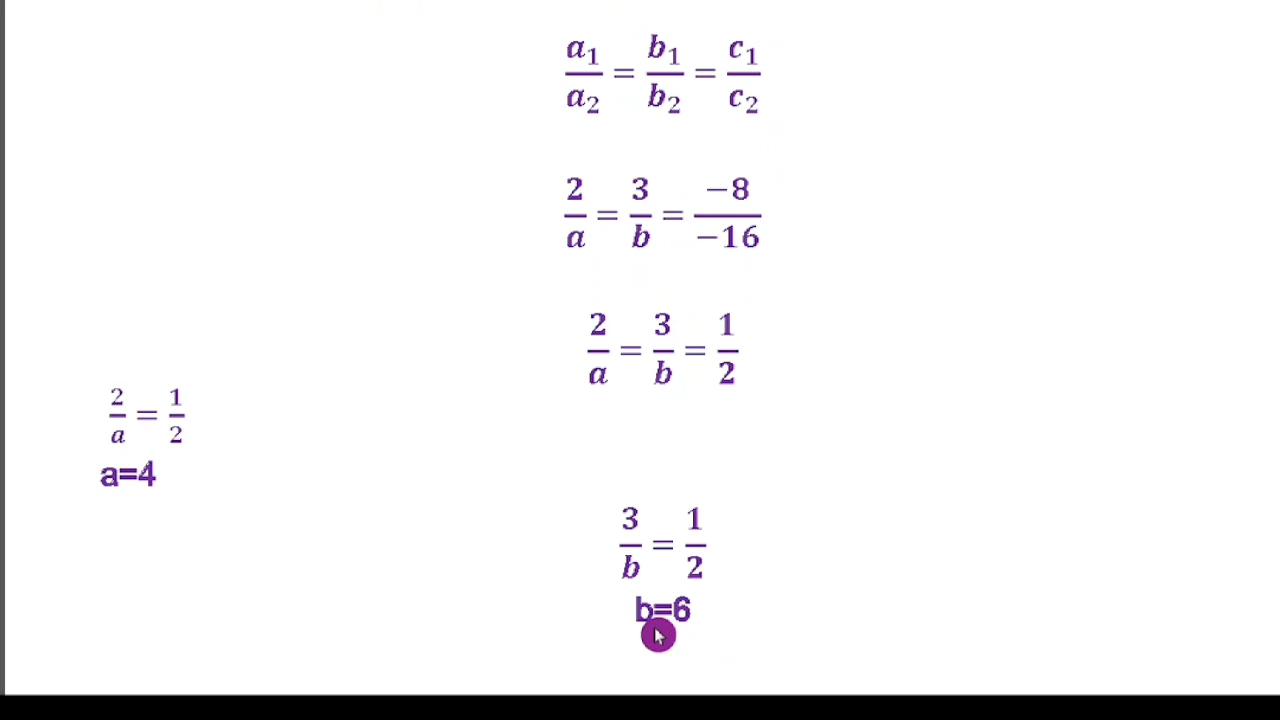 a₁/a₂ = b₁/b₂ = c₁/c₂
2/a = 3/b = −8/−16
2/a = 3/b = 1/2
2/a = 1/2
a=4
3/b = 1/2
b=6